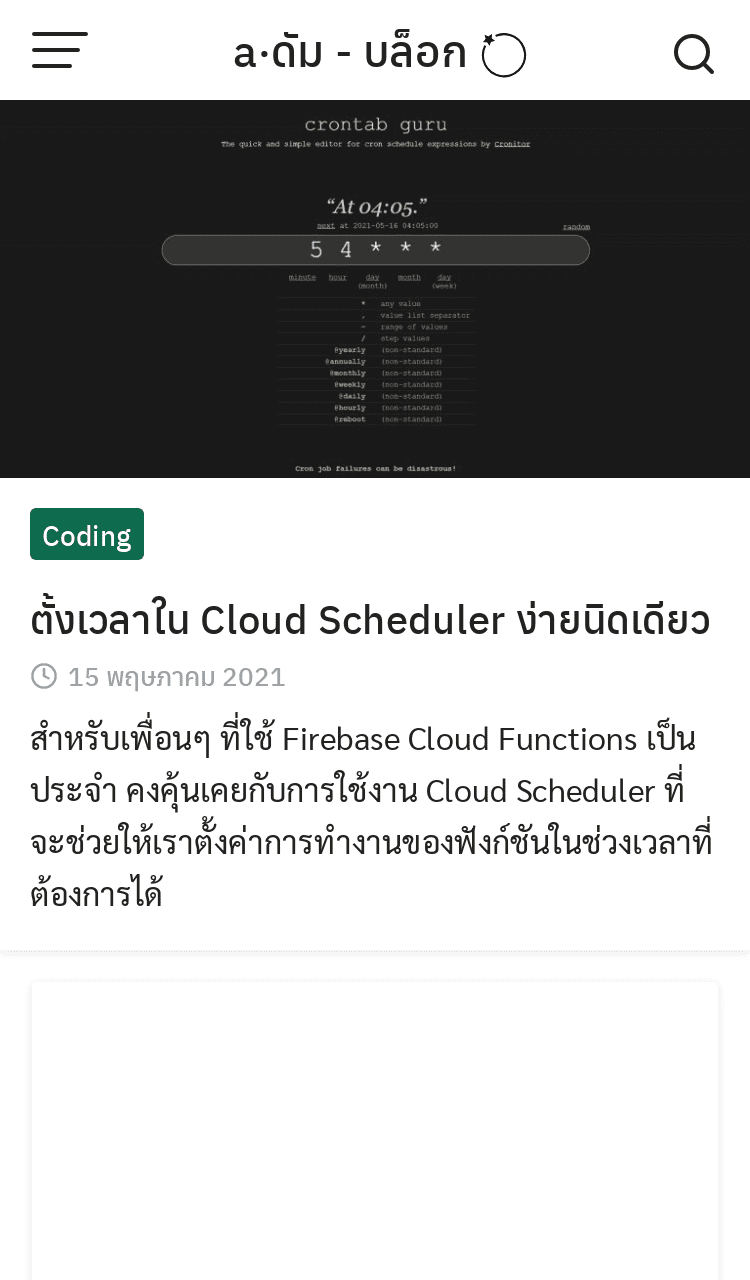 a·ดัม - บล็อก
crontab guru
The quick and simple editor for cron schedule expressions by Cronitor
“At 04:05.”
next at 2021-05-16 04:05:00
random
5 4 * * *
minute hour day (month) month day (week)
* any value
, value list separator
- range of values
/ step values
@yearly (non-standard)
@annually (non-standard)
@monthly (non-standard)
@weekly (non-standard)
@daily (non-standard)
@hourly (non-standard)
@reboot (non-standard)
Cron job failures can be disastrous!
Coding
ตั้งเวลาใน Cloud Scheduler ง่ายนิดเดียว
15 พฤษภาคม 2021
สำหรับเพื่อนๆ ที่ใช้ Firebase Cloud Functions เป็น
ประจำ คงคุ้นเคยกับการใช้งาน Cloud Scheduler ที่
จะช่วยให้เราตั้งค่าการทำงานของฟังก์ชันในช่วงเวลาที่
ต้องการได้